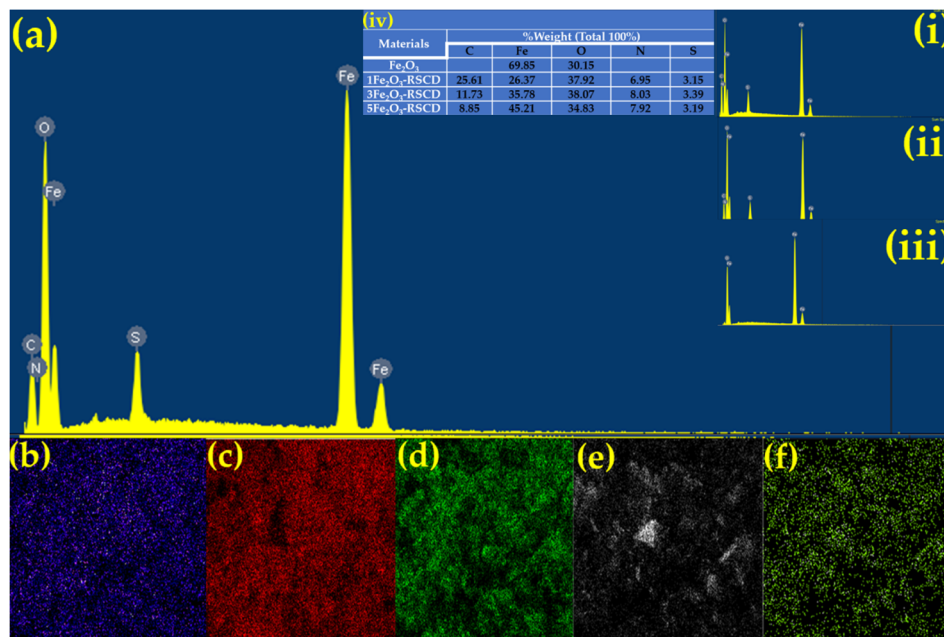 (a)
(iv)
Materials %Weight (Total 100%)
C Fe O N S
Fe₂O₃ 69.85 30.15
1Fe₂O₃-RSCD 25.61 26.37 37.92 6.95 3.15
3Fe₂O₃-RSCD 11.73 35.78 38.07 8.03 3.39
5Fe₂O₃-RSCD 8.85 45.21 34.83 7.92 3.19
(i)
(ii)
(iii)
Fe
O
Fe
C
N
S
Fe
(b) (c) (d) (e) (f)